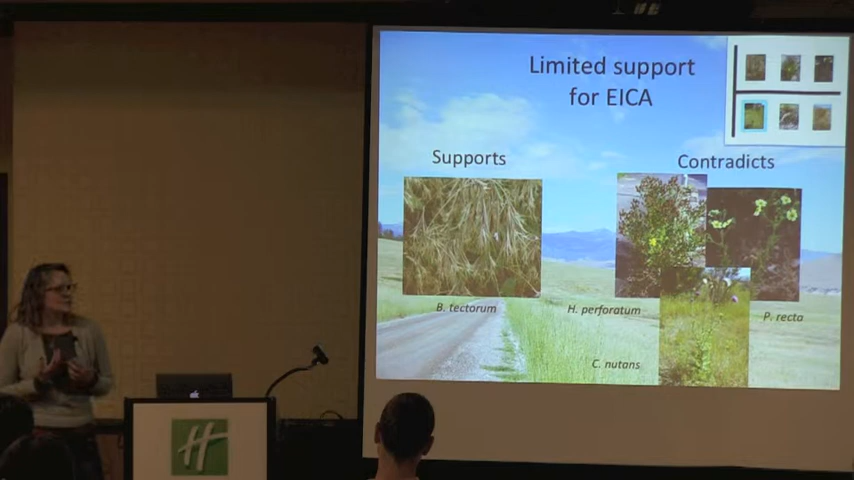 Limited support
for EICA
Supports
Contradicts
B. tectorum
H. perforatum
P. recta
C. nutans
H